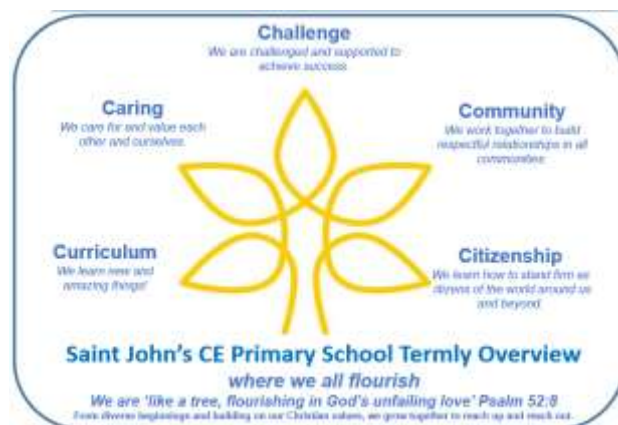 Challenge
We are challenged and supported to
achieve success
Caring
We care for and value each
other and ourselves.
Community
We work together to build
respectful relationships in all
communities
Curriculum
We learn new and
amazing things!
Citizenship
We learn how to stand firm as
citizens of the world around us
and beyond
Saint John's CE Primary School Termly Overview
where we all flourish
We are 'like a tree, flourishing in God's unfailing love' Psalm 52:8
From diverse beginnings and building on our Christian values, we grow together to reach up and reach out.